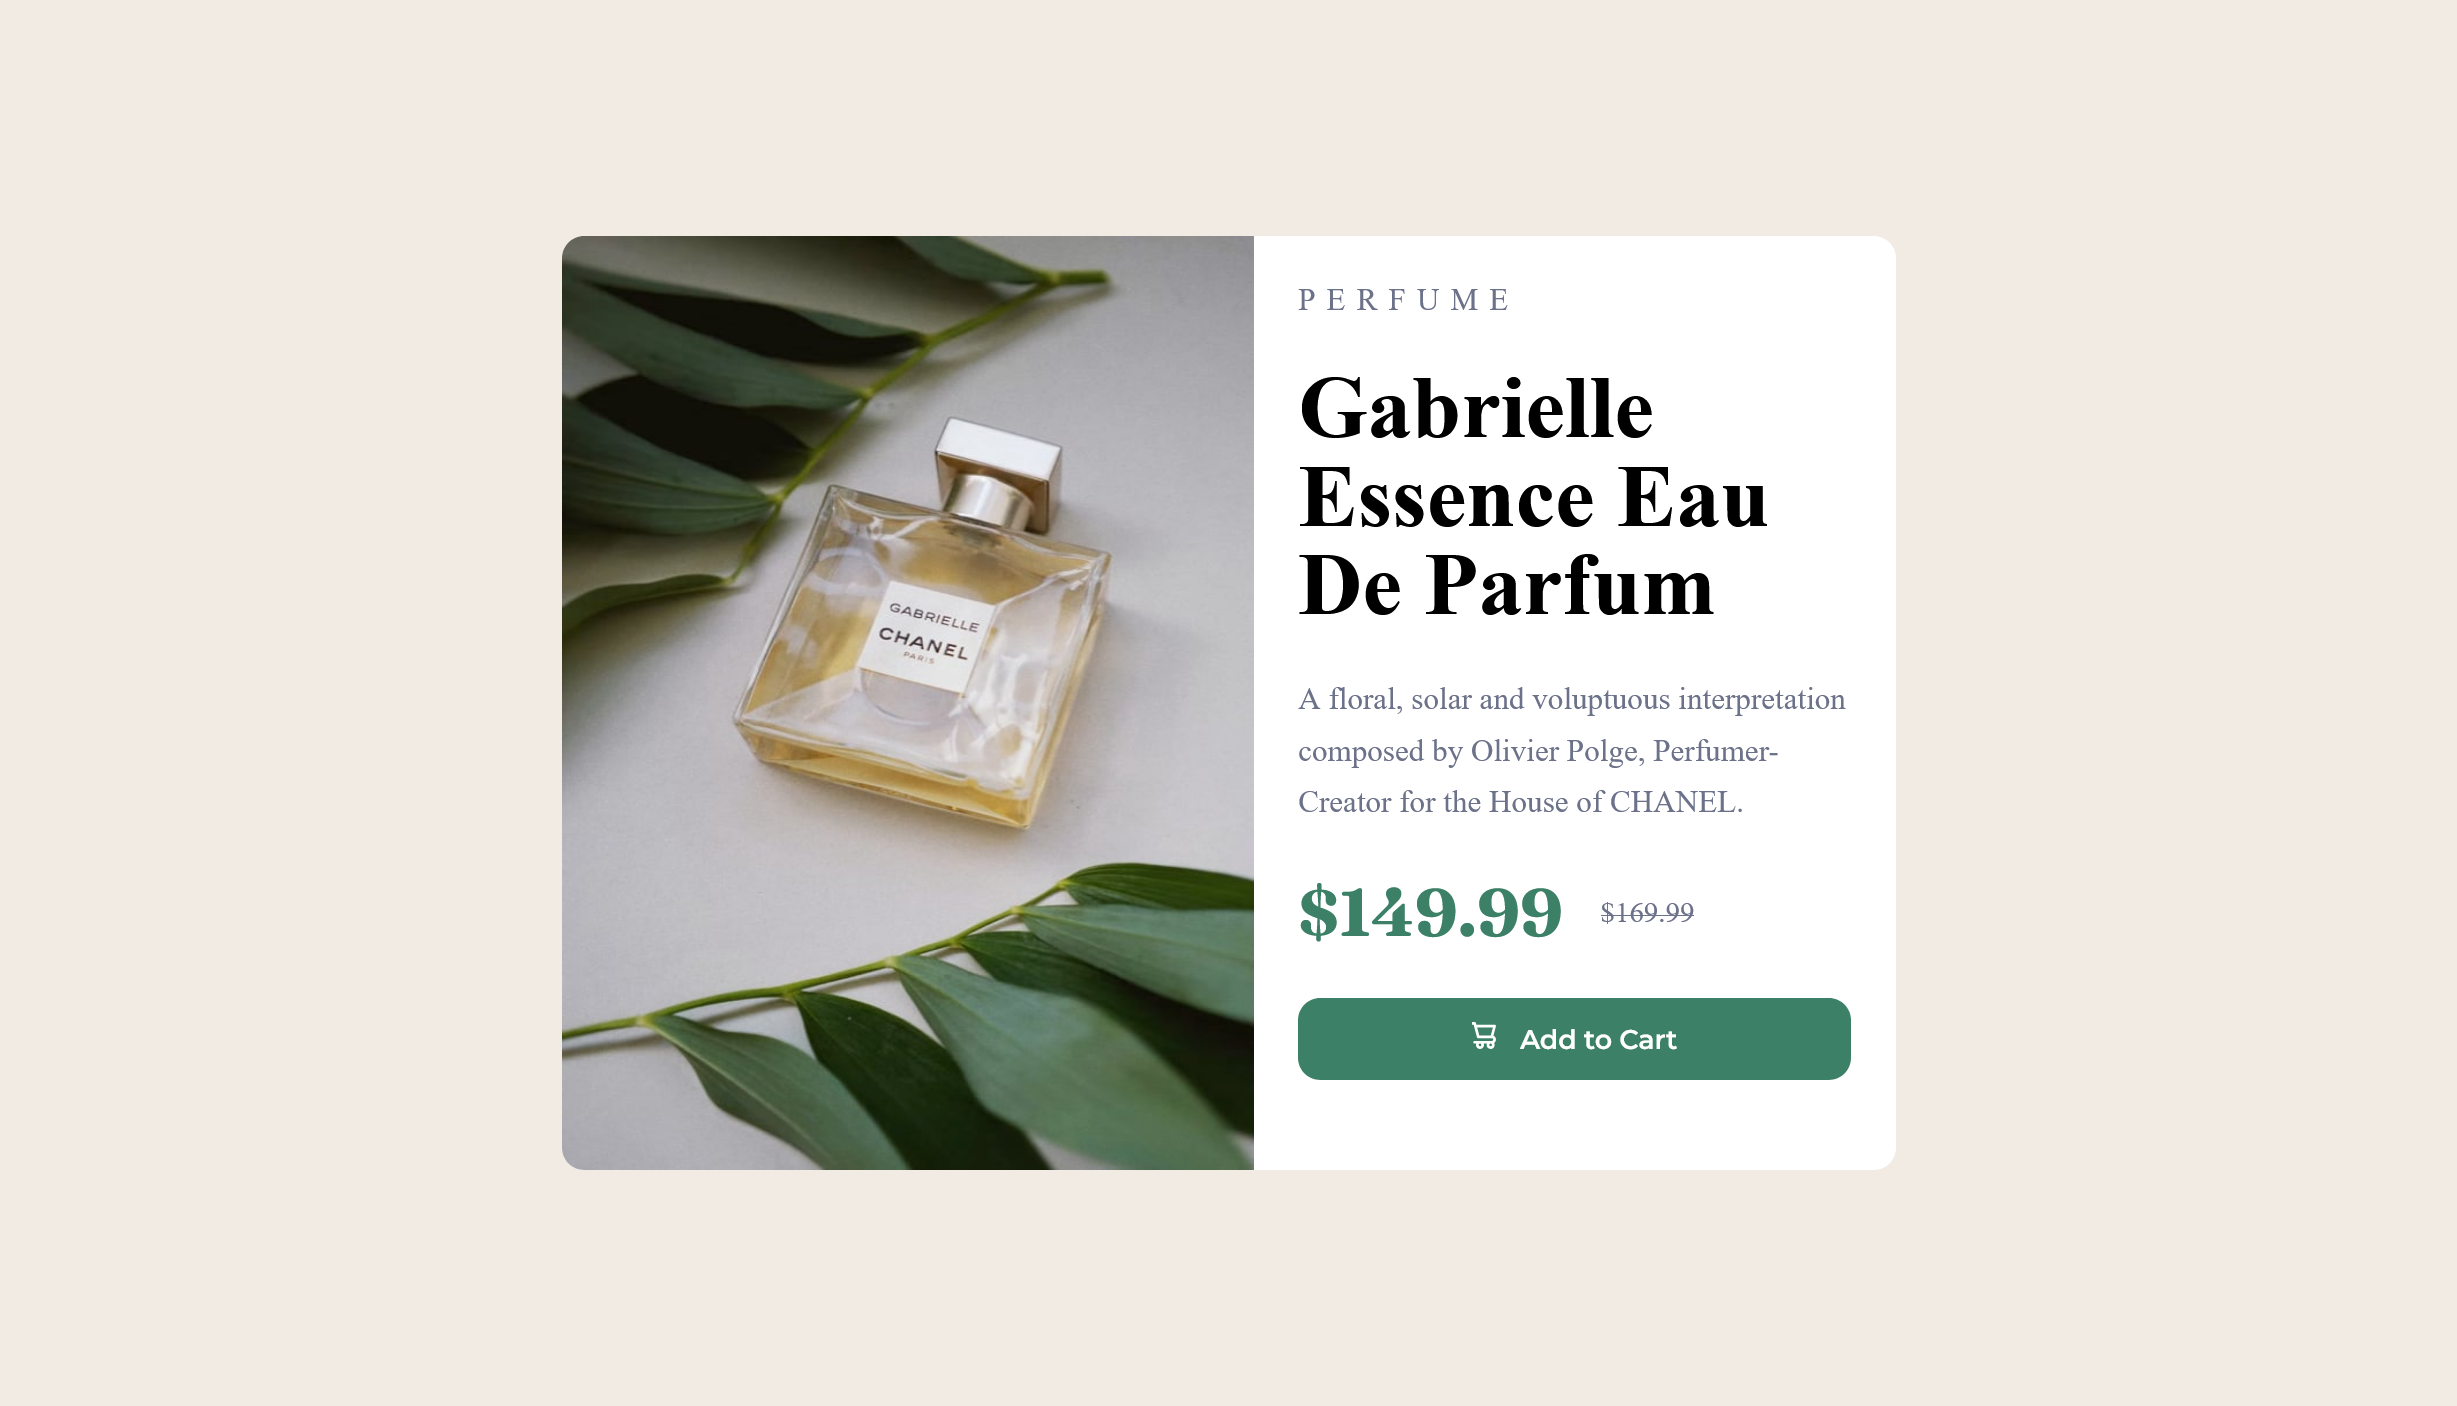 GABRIELLE
CHANEL
PARIS
PERFUME
Gabrielle
Essence Eau
De Parfum
A floral, solar and voluptuous interpretation
composed by Olivier Polge, Perfumer-
Creator for the House of CHANEL.
$149.99 $169.99
Add to Cart